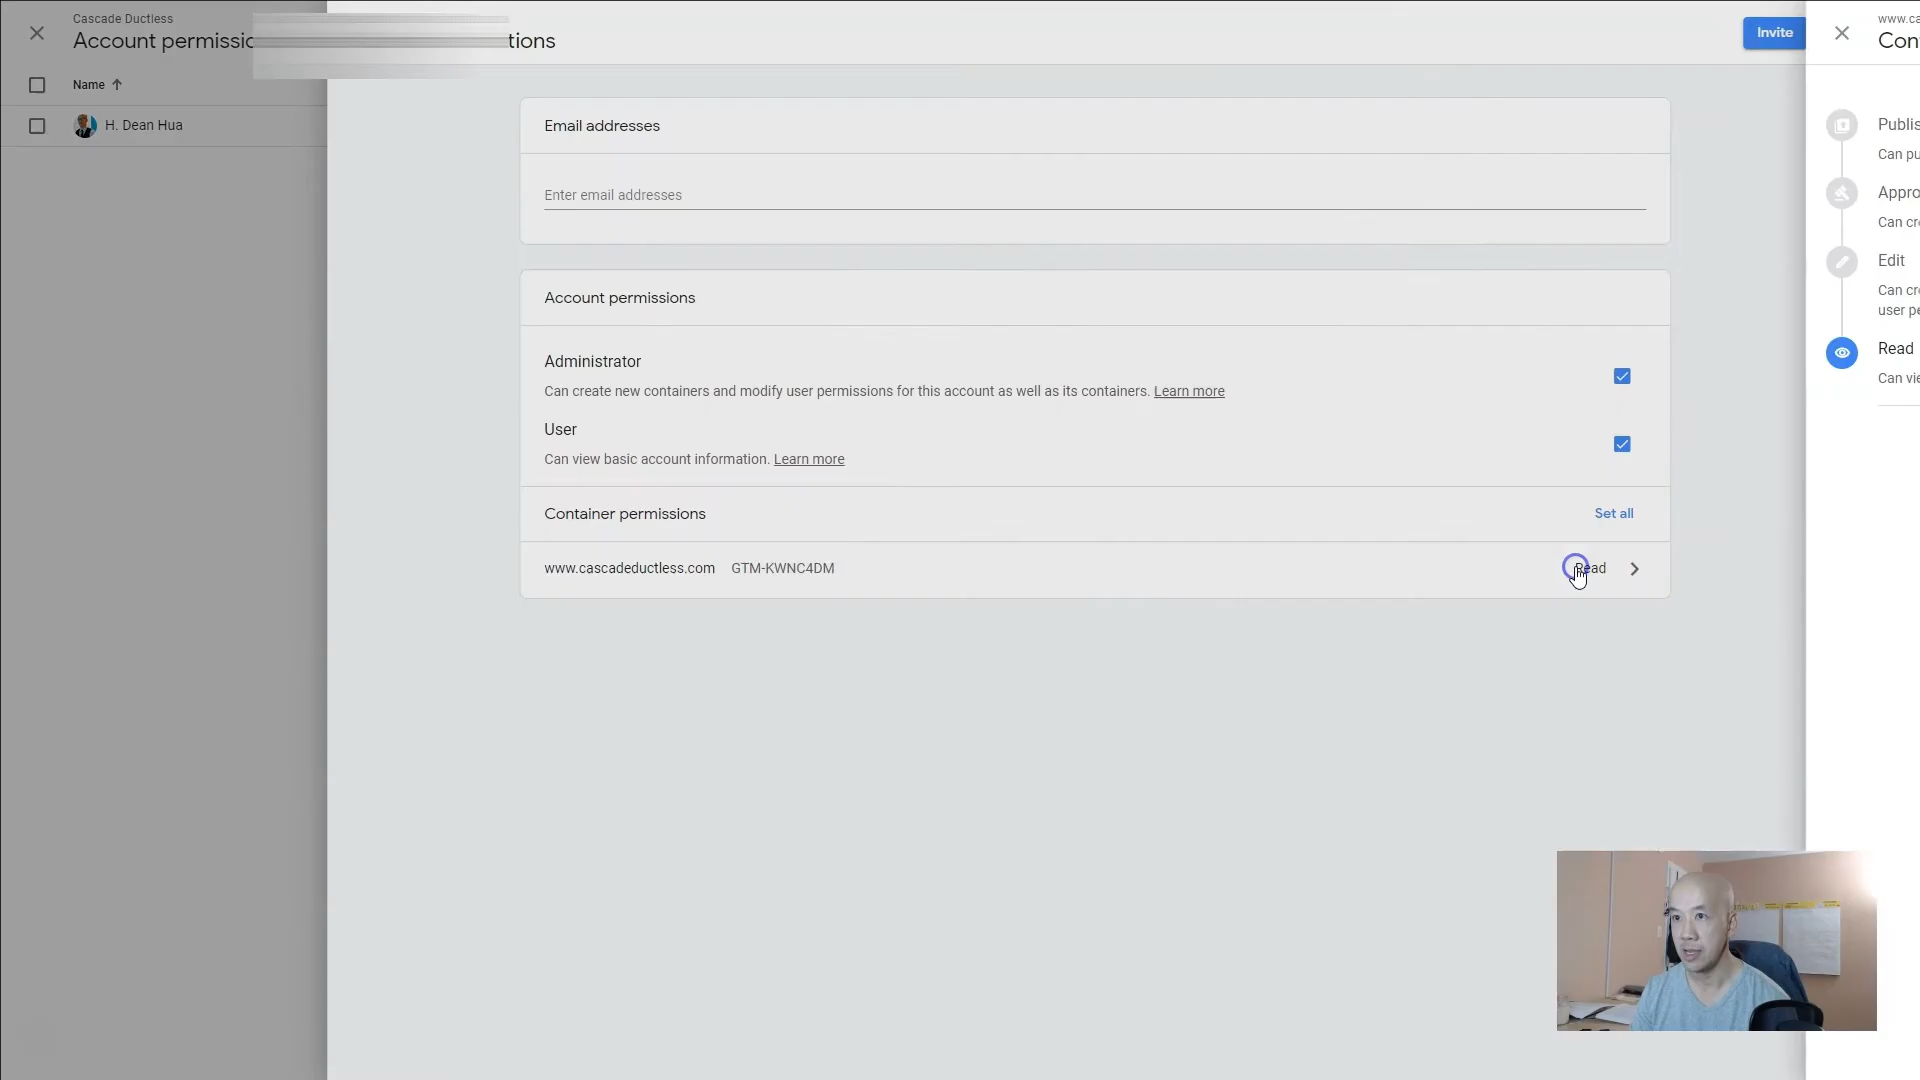 Cascade Ductless
Account permissic
tions
Invite
www.ca
Con
Name
H. Dean Hua
Email addresses
Enter email addresses
Account permissions
Administrator
Can create new containers and modify user permissions for this account as well as its containers. Learn more
User
Can view basic account information. Learn more
Container permissions
Set all
www.cascadeductless.com GTM-KWNC4DM
Read
Publis
Can pu
Appro
Can cre
Edit
Can cre
user pe
Read
Can vie